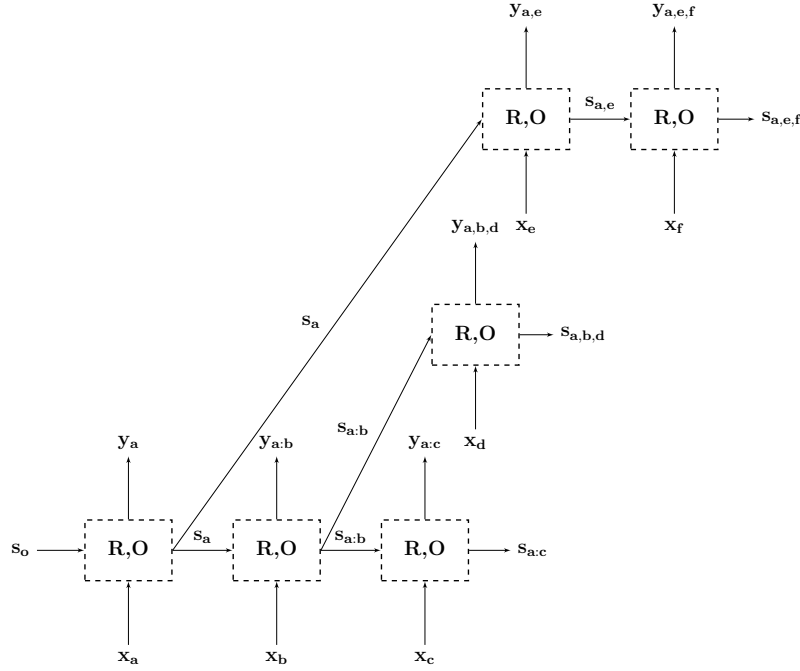 y_a,e y_a,e,f
R,O s_a,e R,O s_a,e,f
x_e x_f
y_a,b,d
s_a
R,O s_a,b,d
s_a:b
y_a y_a:b y_a:c x_d
s_o R,O s_a R,O s_a:b R,O s_a:c
x_a x_b x_c